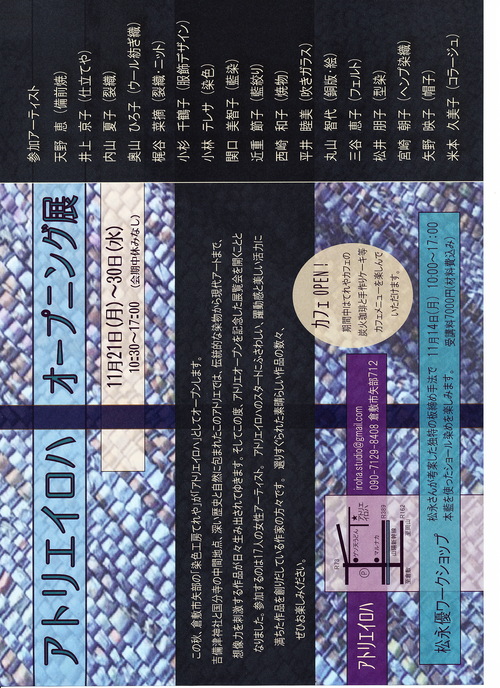 アトリエイロハ オープニング展
11月21日(月)～30日(水)
10:30～17:00 (会期中休みなし)
この秋、倉敷市矢部の「染色工房てれや」が「アトリエイロハ」としてオープンします。
吉備津神社と国分寺の中間地点、深い歴史と自然に包まれたこのアトリエでは、伝統的な染物から現代アートまで、
想像力を刺激する作品が日々生み出されてゆきます。そしてこの度、アトリエオープンを記念した展覧会を開くことと
なりました。参加するのは17人の女性アーティスト。 アトリエイロハのスタートにふさわしい、躍動感と美しい活力に
満ちた作品を創りだしている作家の方々です。 選りすぐられた素晴らしい作品の数々、
ぜひお楽しみください。
カフェ OPEN!
期間中はてれやカフェの
炭火珈琲と手作りケーキ等
カフェメニューを楽しんで
いただけます。
アトリエイロハ
iroha.studio@gmail.com
090-7129-8408 倉敷市矢部712
★アトリエ
イロハ
マルナカ
山陽新幹線
R162
松永優ワークショップ
松永さんが考案した独特の板締め手法で
本藍を使ったショール染めを楽しみます。
11月14日(月) 10:00～17:00
受講料7000円(材料費込み)
参加アーティスト
天野 恵 (備前焼)
井上 京子 (仕立てや)
内山 夏子 (裂織)
奥山 ひろ子 (ウール紡ぎ織)
梶谷 菜摘 (裂織・ニット)
小杉 千鶴子 (服飾デザイン)
小林 テレサ (染色)
関口 美智子 (藍染)
近重 節子 (藍絞り)
西崎 和子 (焼物)
平井 睦美 (吹きガラス)
丸山 智代 (銅版・絵)
三谷 恵子 (フェルト)
松井 朋子 (型染)
宮崎 朝子 (ヘンプ染織)
矢野 映子 (帽子)
米本 久美子 (コラージュ)